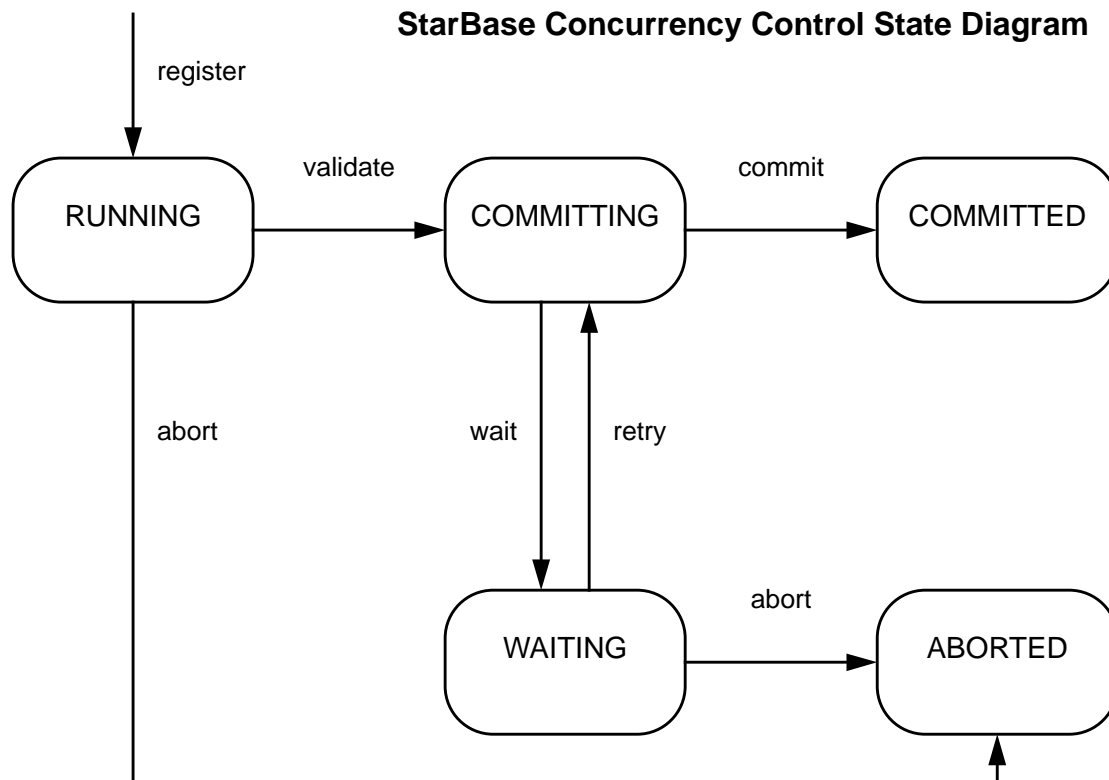 StarBase Concurrency Control State Diagram
register
validate
commit
RUNNING
COMMITTING
COMMITTED
abort
wait
retry
abort
WAITING
ABORTED